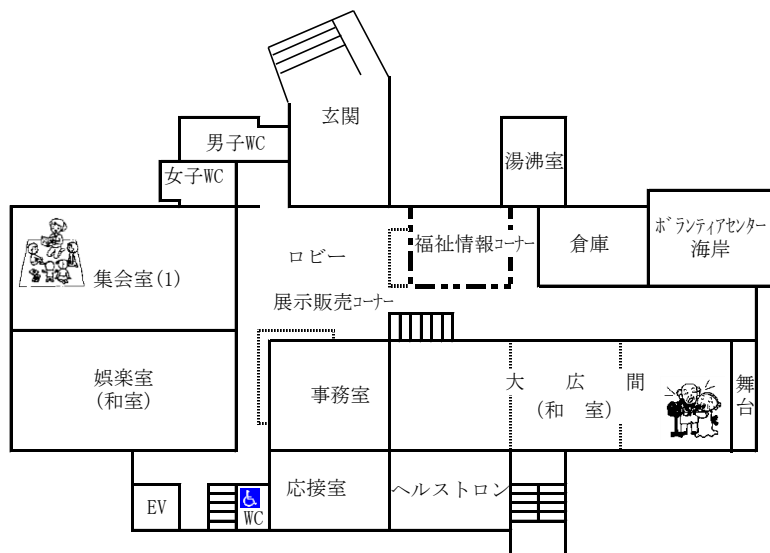 玄関
男子WC
湯沸室
女子WC
ボランティアセンター
海岸
福祉情報コーナー
倉庫
ロビー
集会室(1)
展示販売コーナー
娯楽室
(和室)
事務室
大 広 間
(和 室)
舞台
応接室
ヘルストロン
EV
WC